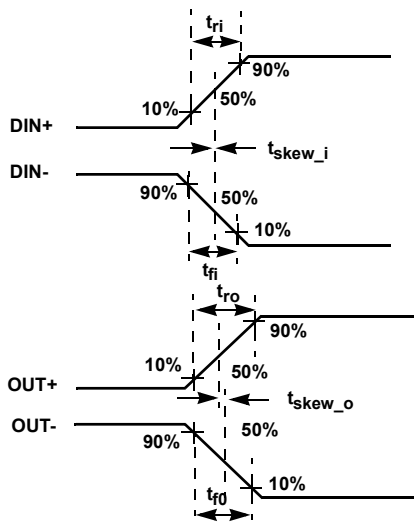 tri
90%
10%
50%
DIN+
tskew_i
DIN-
90%
50%
10%
tfi
tro
90%
10%
50%
OUT+
tskew_o
OUT-
90%
50%
10%
tf0